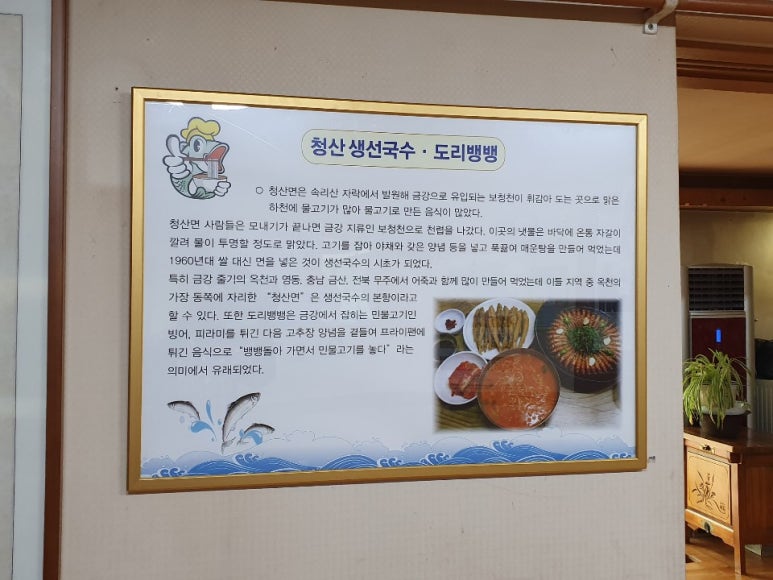 청산 생선국수 · 도리뱅뱅
○ 청산면은 속리산 자락에서 발원해 금강으로 유입되는 보청천이 휘감아 도는 곳으로 맑은
하천에 물고기가 많아 물고기로 만든 음식이 많았다.
청산면 사람들은 모내기가 끝나면 금강 지류인 보청천으로 천렵을 나갔다. 이곳의 냇물은 바닥에 온통 자갈이
깔려 물이 투명할 정도로 맑았다. 고기를 잡아 야채와 갖은 양념 등을 넣고 푹끓여 매운탕을 만들어 먹었는데
1960년대 쌀 대신 면을 넣은 것이 생선국수의 시초가 되었다.
특히 금강 줄기의 옥천과 영동, 충남 금산, 전북 무주에서 어죽과 함께 많이 만들어 먹었는데 이들 지역 중 옥천의
가장 동쪽에 자리한 “청산면”은 생선국수의 본향이라고
할 수 있다. 또한 도리뱅뱅은 금강에서 잡히는 민물고기인
빙어, 피라미를 튀긴 다음 고추장 양념을 곁들여 프라이팬에
튀긴 음식으로 “뱅뱅돌아 가면서 민물고기를 놓다” 라는
의미에서 유래되었다.